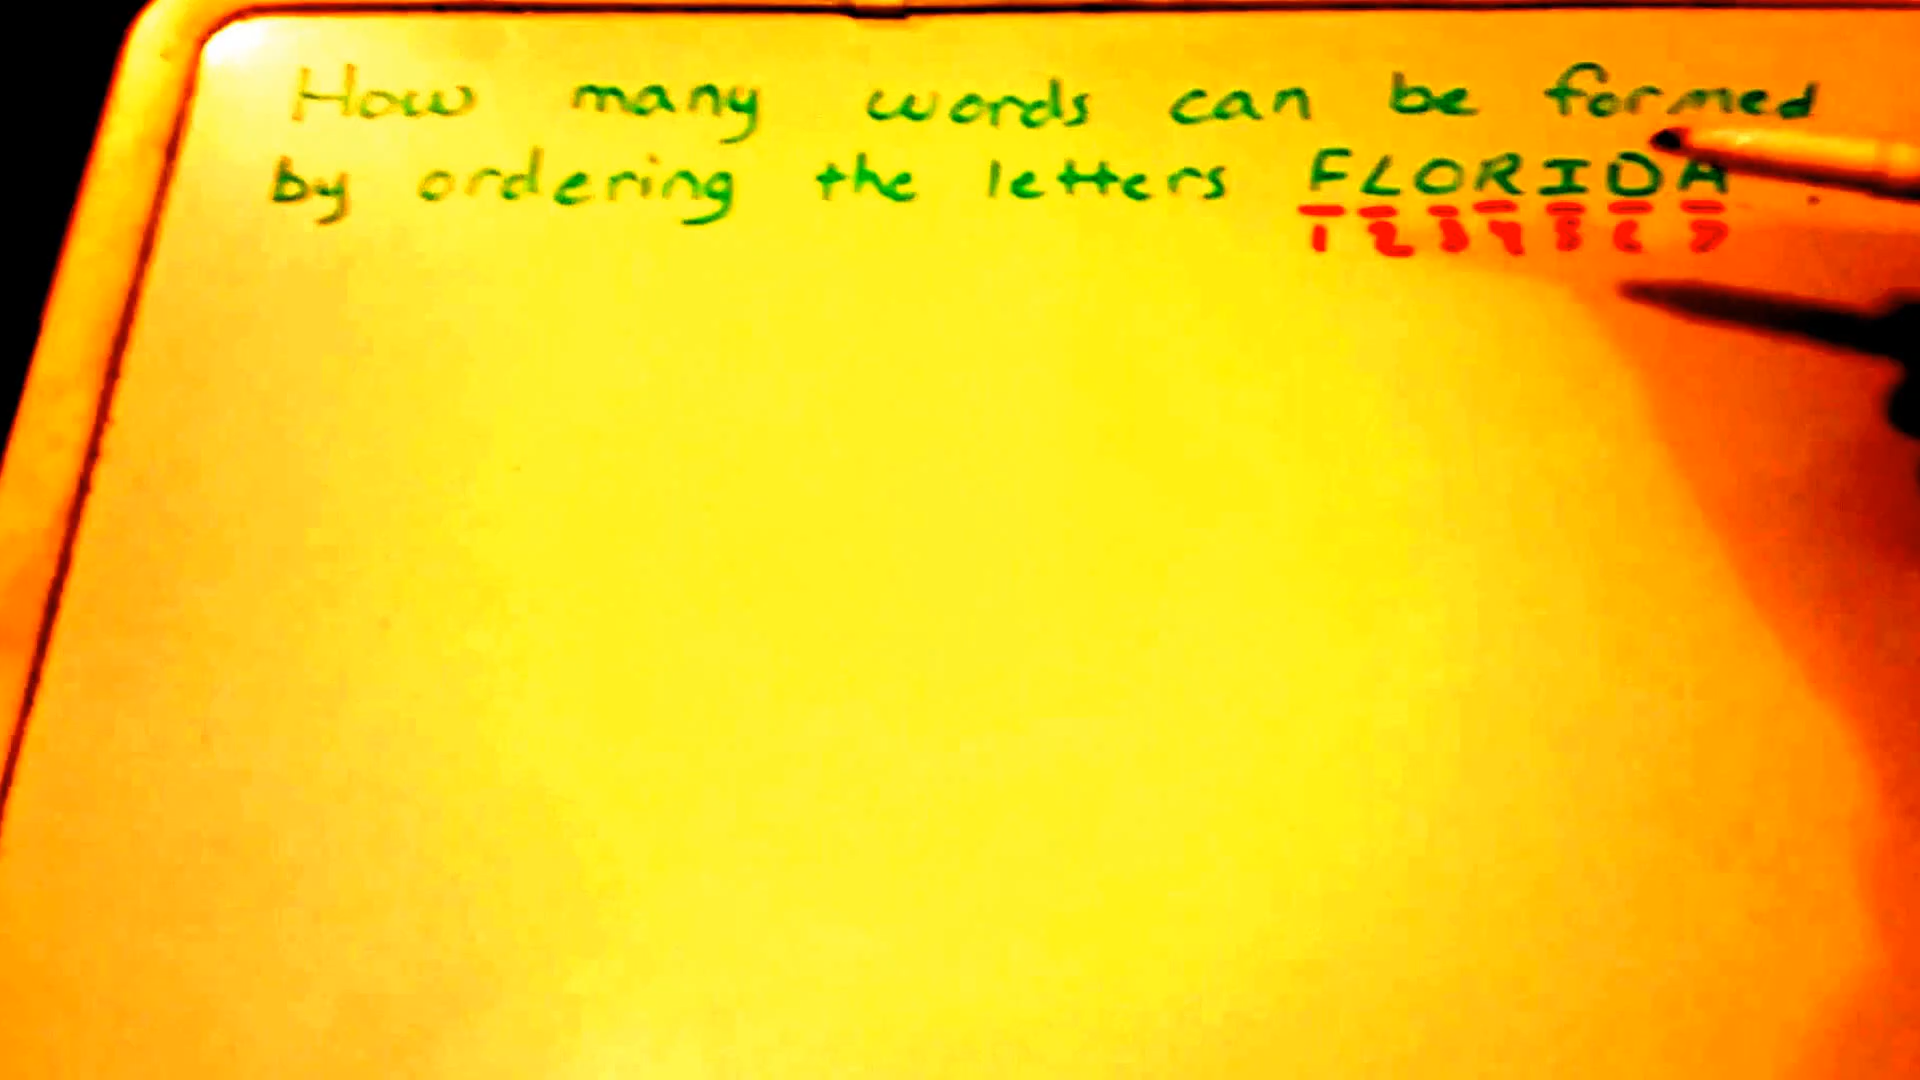 How many words can be formed
by ordering the letters FLORIDA
1 2 3 4 5 6 7